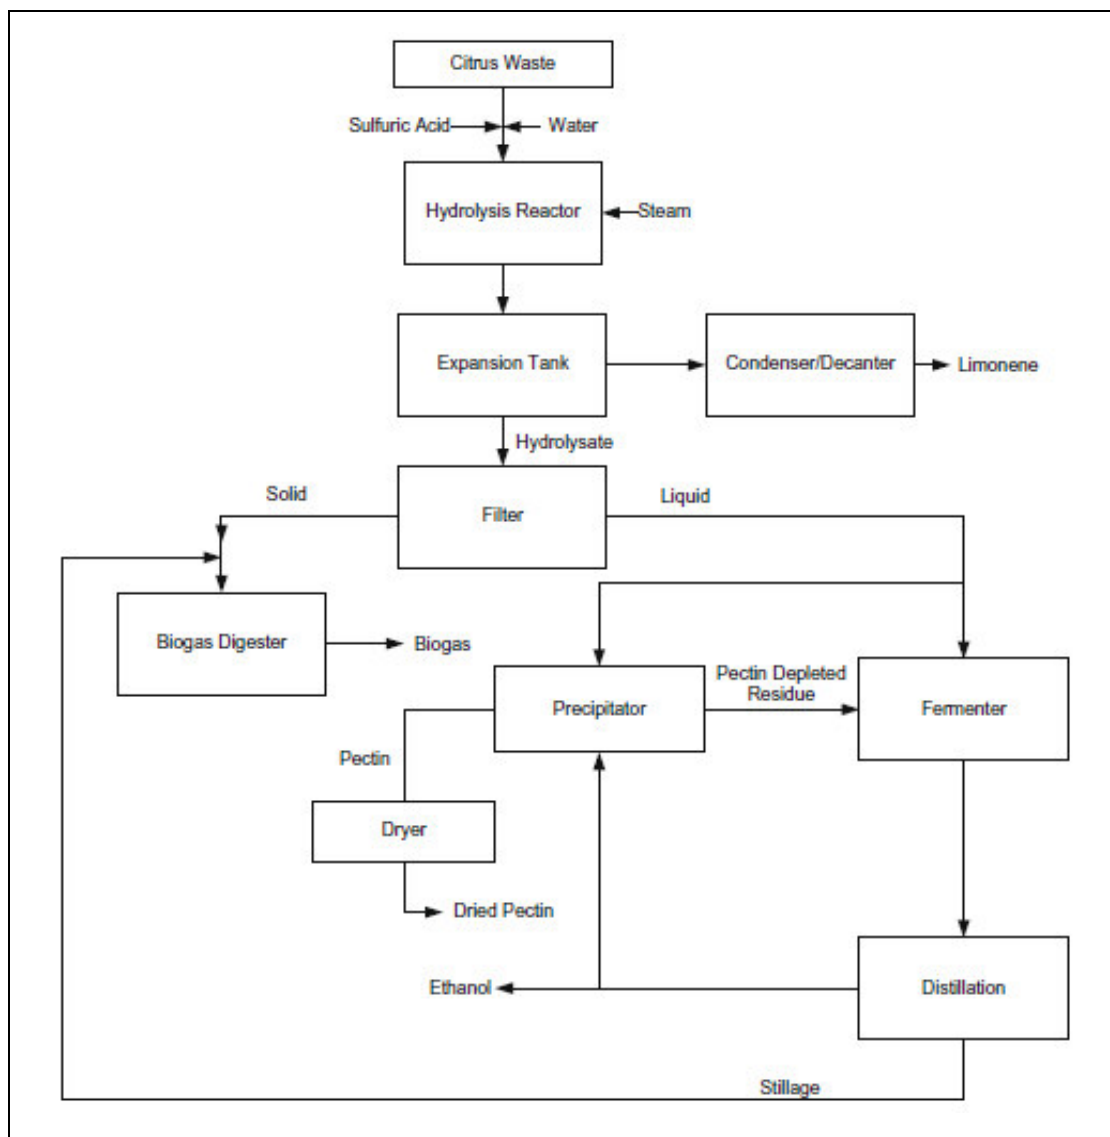 Citrus Waste
Sulfuric Acid
Water
Hydrolysis Reactor
Steam
Expansion Tank
Condenser/Decanter
Limonene
Hydrolysate
Solid
Liquid
Filter
Biogas Digester
Biogas
Pectin Depleted
Residue
Precipitator
Fermenter
Pectin
Dryer
Dried Pectin
Ethanol
Distillation
Stillage